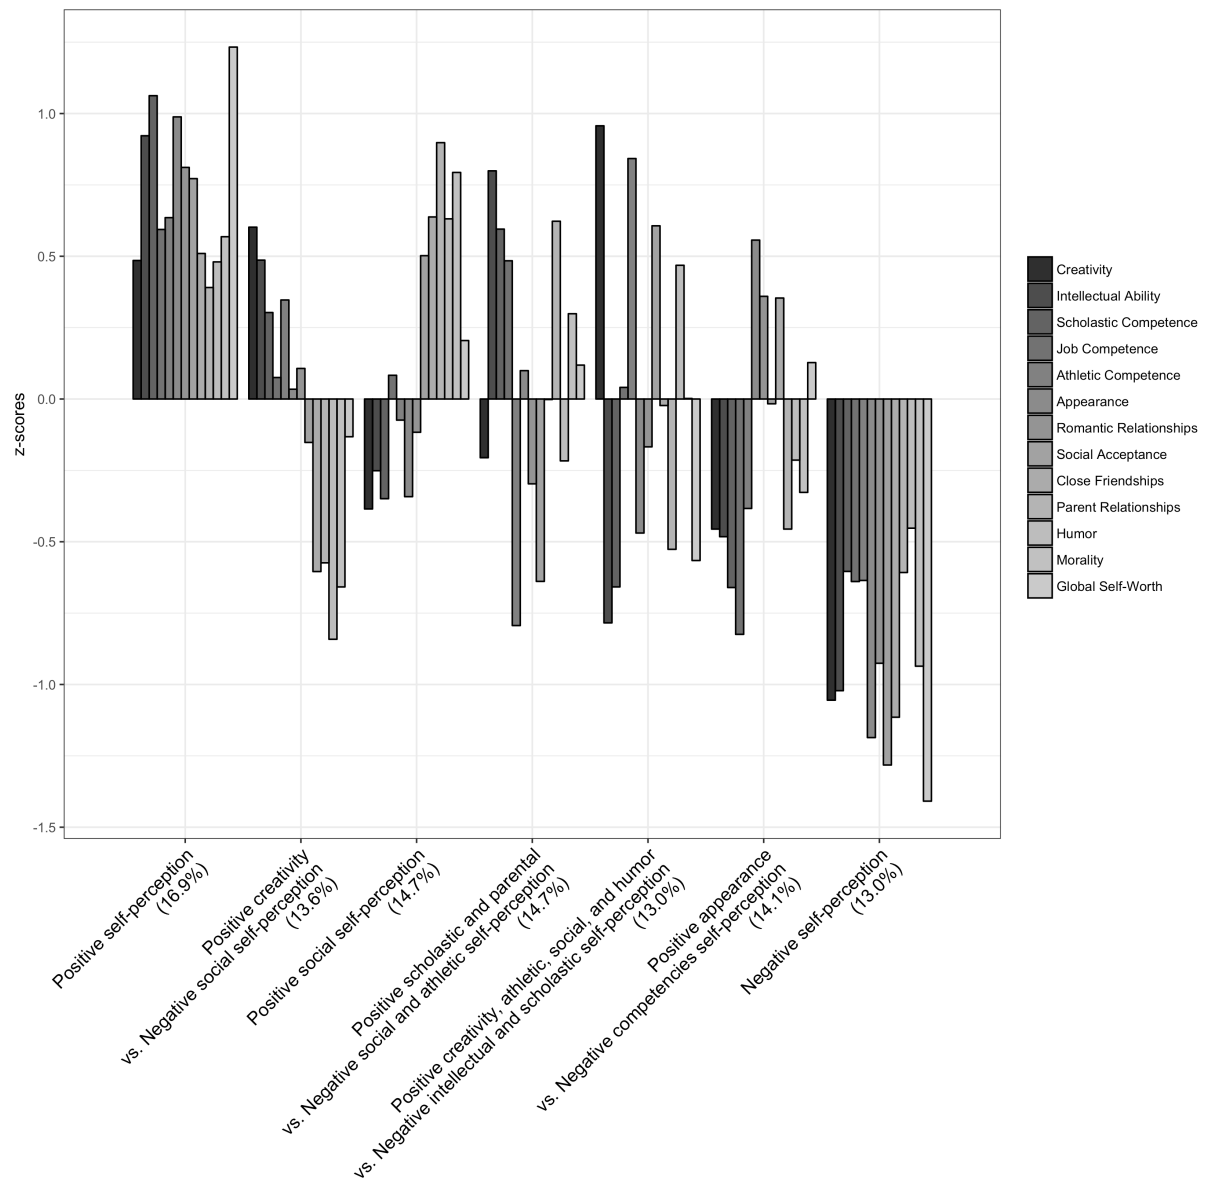 z-scores
1.0
0.5
0.0
-0.5
-1.0
-1.5
Positive self-perception
(16.9%)
Positive creativity
vs. Negative social self-perception
(13.6%)
Positive social self-perception
(14.7%)
Positive scholastic and parental
vs. Negative social and athletic self-perception
(14.7%)
Positive creativity, athletic, social, and humor
vs. Negative intellectual and scholastic self-perception
(13.0%)
Positive appearance
vs. Negative competencies self-perception
(14.1%)
Negative self-perception
(13.0%)
Creativity
Intellectual Ability
Scholastic Competence
Job Competence
Athletic Competence
Appearance
Romantic Relationships
Social Acceptance
Close Friendships
Parent Relationships
Humor
Morality
Global Self-Worth